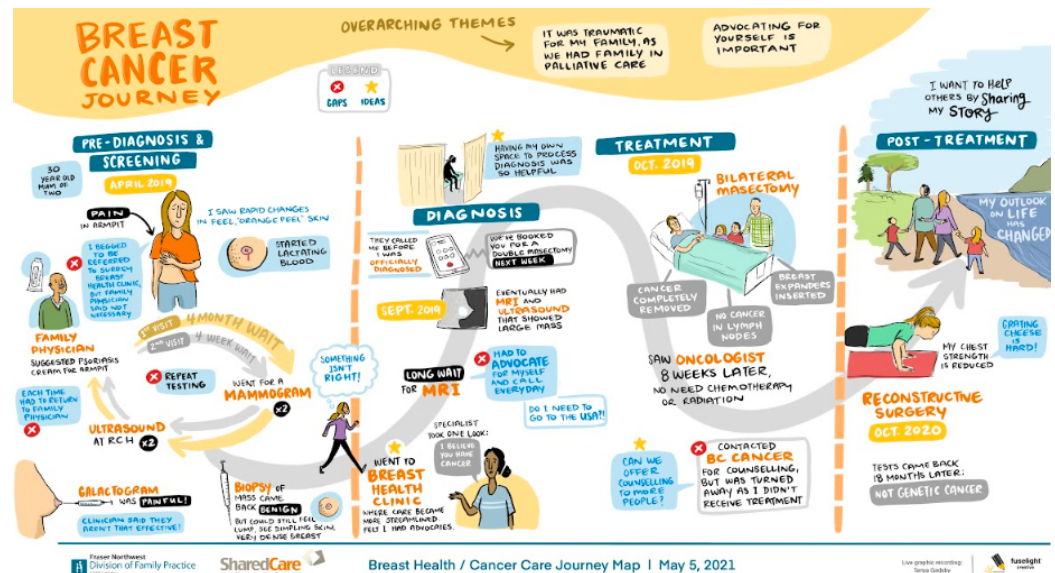 BREAST
CANCER
JOURNEY
OVERARCHING THEMES
IT WAS TRAUMATIC
FOR MY FAMILY, AS
WE HAD FAMILY IN
PALLIATIVE CARE
ADVOCATING FOR
YOURSELF IS
IMPORTANT
LEGEND
GAPS
IDEAS
PRE-DIAGNOSIS &
SCREENING
APRIL 2019
30
YEAR OLD
MUM OF
TWO
PAIN
IN ARMPIT
I SAW RAPID CHANGES
IN FEEL, "ORANGE PEEL" SKIN
STARTED
LACTATING
BLOOD
I BEGGED
TO BE
REFERRED
TO SURREY
BREAST
HEALTH CLINIC,
BUT FAMILY
PHYSICIAN
SAID NOT
NECESSARY
FAMILY
PHYSICIAN
SUGGESTED PSORIASIS
CREAM FOR ARMPIT
1ST VISIT
4 MONTH WAIT
2ND VISIT
4 WEEK WAIT
REPEAT
TESTING
WENT FOR A
MAMMOGRAM
x2
EACH TIME
HAD TO RETURN
TO FAMILY
PHYSICIAN
ULTRASOUND
AT RCH x2
GALACTOGRAM
WAS PAINFUL!
CLINICIAN SAID THEY
AREN'T THAT EFFECTIVE!
BIOPSY OF
MASS CAME
BACK BENIGN
BUT COULD STILL FEEL
LUMP, SEE DIMPLING SKIN,
VERY DENSE BREAST
SOMETHING
ISN'T
RIGHT!
HAVING MY OWN
SPACE TO PROCESS
DIAGNOSIS WAS
SO HELPFUL
DIAGNOSIS
THEY CALLED
ME BEFORE
I WAS
OFFICIALLY
DIAGNOSED
WE'VE BOOKED
YOU FOR A
DOUBLE MASECTOMY
NEXT WEEK
SEPT. 2019
EVENTUALLY HAD
MRI AND
ULTRASOUND
THAT SHOWED
LARGE MASS
LONG WAIT
FOR MRI
HAD TO
ADVOCATE
FOR MYSELF
AND CALL
EVERYDAY
DO I NEED TO
GO TO THE USA?!
SPECIALIST
TOOK ONE LOOK:
I BELIEVE
YOU HAVE
CANCER
WENT TO
BREAST
HEALTH
CLINIC
WHERE CARE BECAME
MORE STREAMLINED.
FELT I HAD ADVOCATES.
TREATMENT
OCT. 2019
BILATERAL
MASECTOMY
CANCER
COMPLETELY
REMOVED
NO CANCER
IN LYMPH
NODES
BREAST
EXPANDERS
INSERTED
SAW ONCOLOGIST
8 WEEKS LATER,
NO NEED CHEMOTHERAPY
OR RADIATION
CAN WE
OFFER
COUNSELLING
TO MORE
PEOPLE?
CONTACTED
BC CANCER
FOR COUNSELLING,
BUT WAS TURNED
AWAY AS I DIDN'T
RECEIVE TREATMENT
I WANT TO HELP
OTHERS BY Sharing
MY STORY
POST-TREATMENT
MY OUTLOOK
ON LIFE
HAS
CHANGED
GRATING
CHEESE IS
HARD!
MY CHEST
STRENGTH
IS REDUCED
RECONSTRUCTIVE
SURGERY
OCT. 2020
TESTS CAME BACK
18 MONTHS LATER:
NOT GENETIC CANCER
Fraser Northwest
Division of Family Practice
SharedCare
Breast Health / Cancer Care Journey Map | May 5, 2021
Live graphic recording:
fuselight
creative